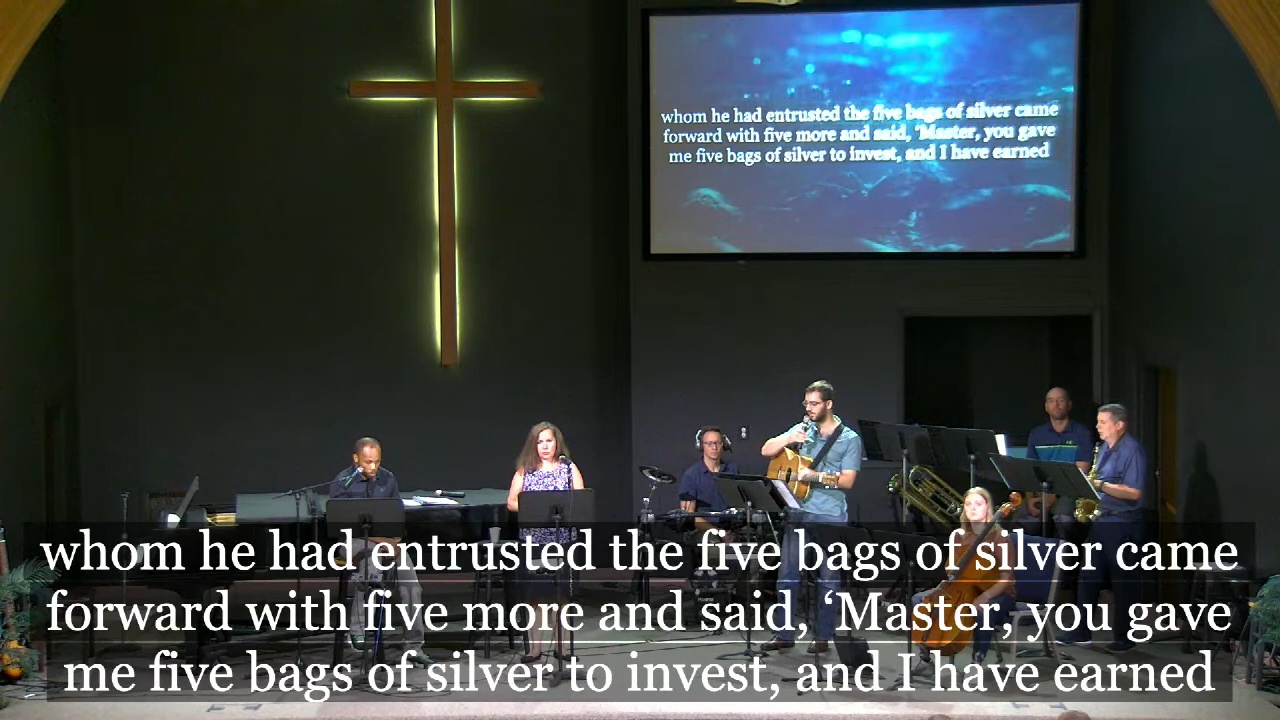 whom he had entrusted the five bags of silver came
forward with five more and said, ‘Master, you gave
me five bags of silver to invest, and I have earned
whom he had entrusted the five bags of silver came
forward with five more and said, ‘Master, you gave
me five bags of silver to invest, and I have earned